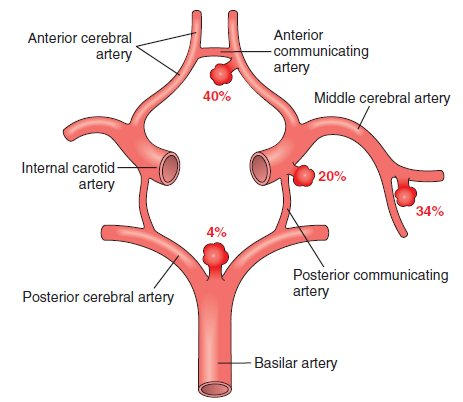 Anterior cerebral
artery
Anterior
communicating
artery
40%
Middle cerebral artery
Internal carotid
artery
20%
34%
4%
Posterior communicating
artery
Posterior cerebral artery
Basilar artery